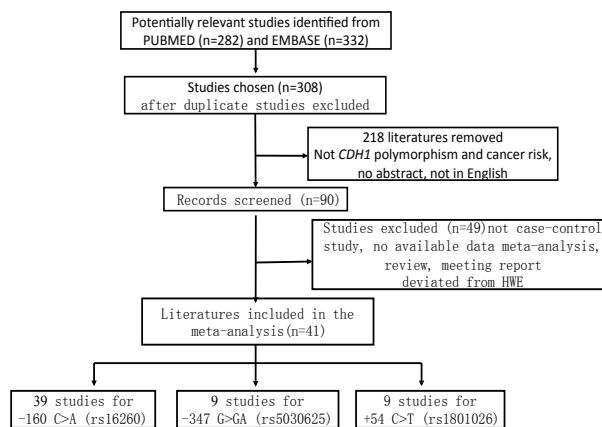 Potentially relevant studies identified from
PUBMED (n=282) and EMBASE (n=332)
Studies chosen (n=308)
after duplicate studies excluded
218 literatures removed
Not CDH1 polymorphism and cancer risk,
no abstract, not in English
Records screened (n=90)
Studies excluded (n=49)not case-control
study, no available data meta-analysis,
review, meeting report
deviated from HWE
Literatures included in the
meta-analysis(n=41)
39 studies for
-160 C>A (rs16260)
9 studies for
-347 G>GA (rs5030625)
9 studies for
+54 C>T (rs1801026)